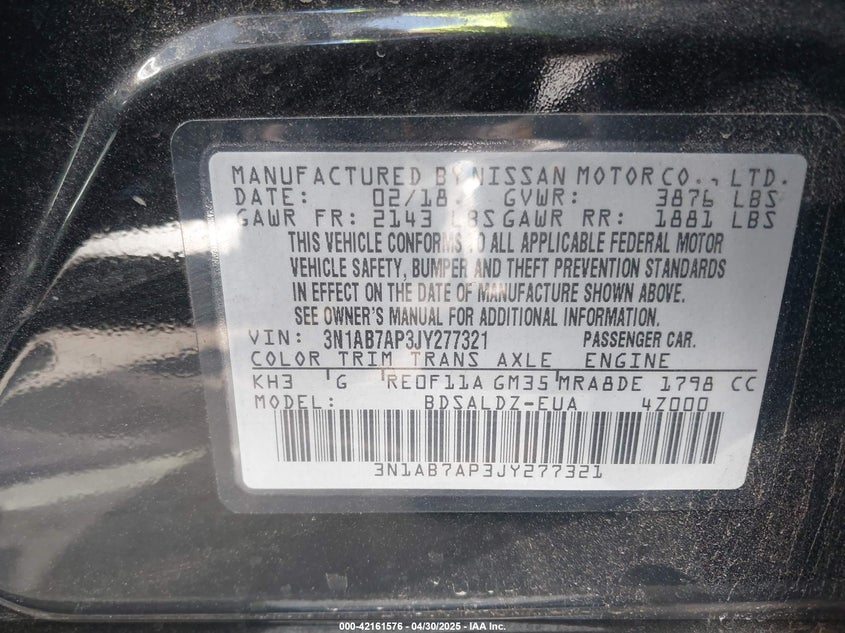 MANUFACTURED BY NISSAN MOTOR CO., LTD.
DATE: 02/18 GVWR: 3876 LBS
GAWR FR: 2143 LBS GAWR RR: 1881 LBS
THIS VEHICLE CONFORMS TO ALL APPLICABLE FEDERAL MOTOR
VEHICLE SAFETY, BUMPER AND THEFT PREVENTION STANDARDS
IN EFFECT ON THE DATE OF MANUFACTURE SHOWN ABOVE.
SEE OWNER'S MANUAL FOR ADDITIONAL INFORMATION.
VIN: 3N1AB7AP3JY277321 PASSENGER CAR.
COLOR TRIM TRANS AXLE ENGINE
KH3 G RE0F11A GM35 MRA8DE 1798 CC
MODEL: BDSALDZ-EUA 4Z000
3N1AB7AP3JY277321
000-42161576 - 04/30/2025 - IAA Inc.